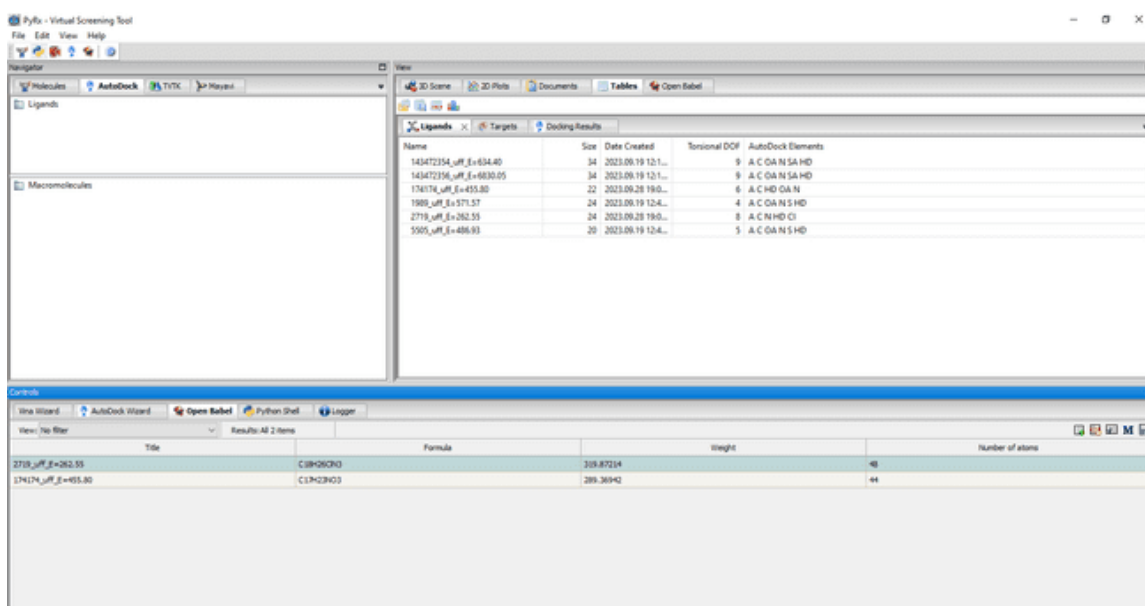 PyRx - Virtual Screening Tool
File Edit View Help
Navigator
View
Molecules AutoDock TVTK Mayavi
3D Scene 2D Plots Documents Tables Open Babel
Ligands
Macromolecules
Ligands Targets Docking Results
Name Size Date Created Torsional DOF AutoDock Elements
143472354_uff_E=634.40 34 2023.09.19 12:1... 9 A C OA N SA HD
143472356_uff_E=6830.05 34 2023.09.19 12:1... 9 A C OA N SA HD
174174_uff_E=455.80 22 2023.09.28 19:0... 6 A C HD OA N
1989_uff_E=571.57 24 2023.09.19 12:4... 4 A C OA N S HD
2719_uff_E=262.55 24 2023.09.28 19:0... 8 A C N HD Cl
5505_uff_E=486.93 20 2023.09.19 12:4... 5 A C OA N S HD
Controls
Vina Wizard AutoDock Wizard Open Babel Python Shell Logger
View: No filter Results: All 2 items
Title Formula Weight Number of atoms
2719_uff_E=262.55 C18H26ClN3 319.87214 48
174174_uff_E=455.80 C17H23NO3 289.36942 44